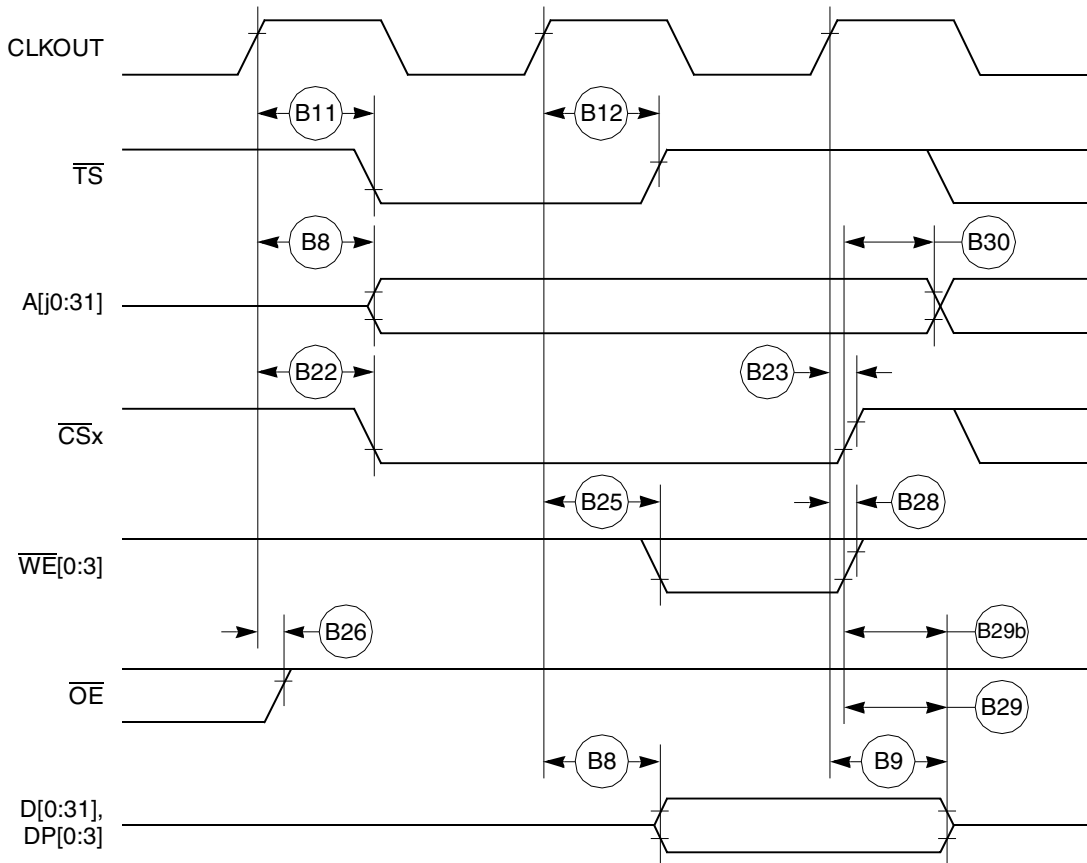 CLKOUT
B11
B12
TS
B8
B30
A[j0:31]
B22
B23
CSx
B25
B28
WE[0:3]
B26
B29b
OE
B29
B8
B9
D[0:31],
DP[0:3]